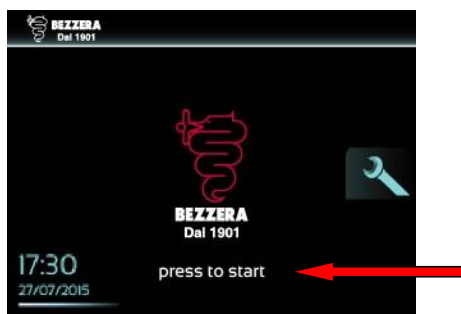 BEZZERA
Dal 1901
BEZZERA
Dal 1901
17:30
27/07/2015
press to start